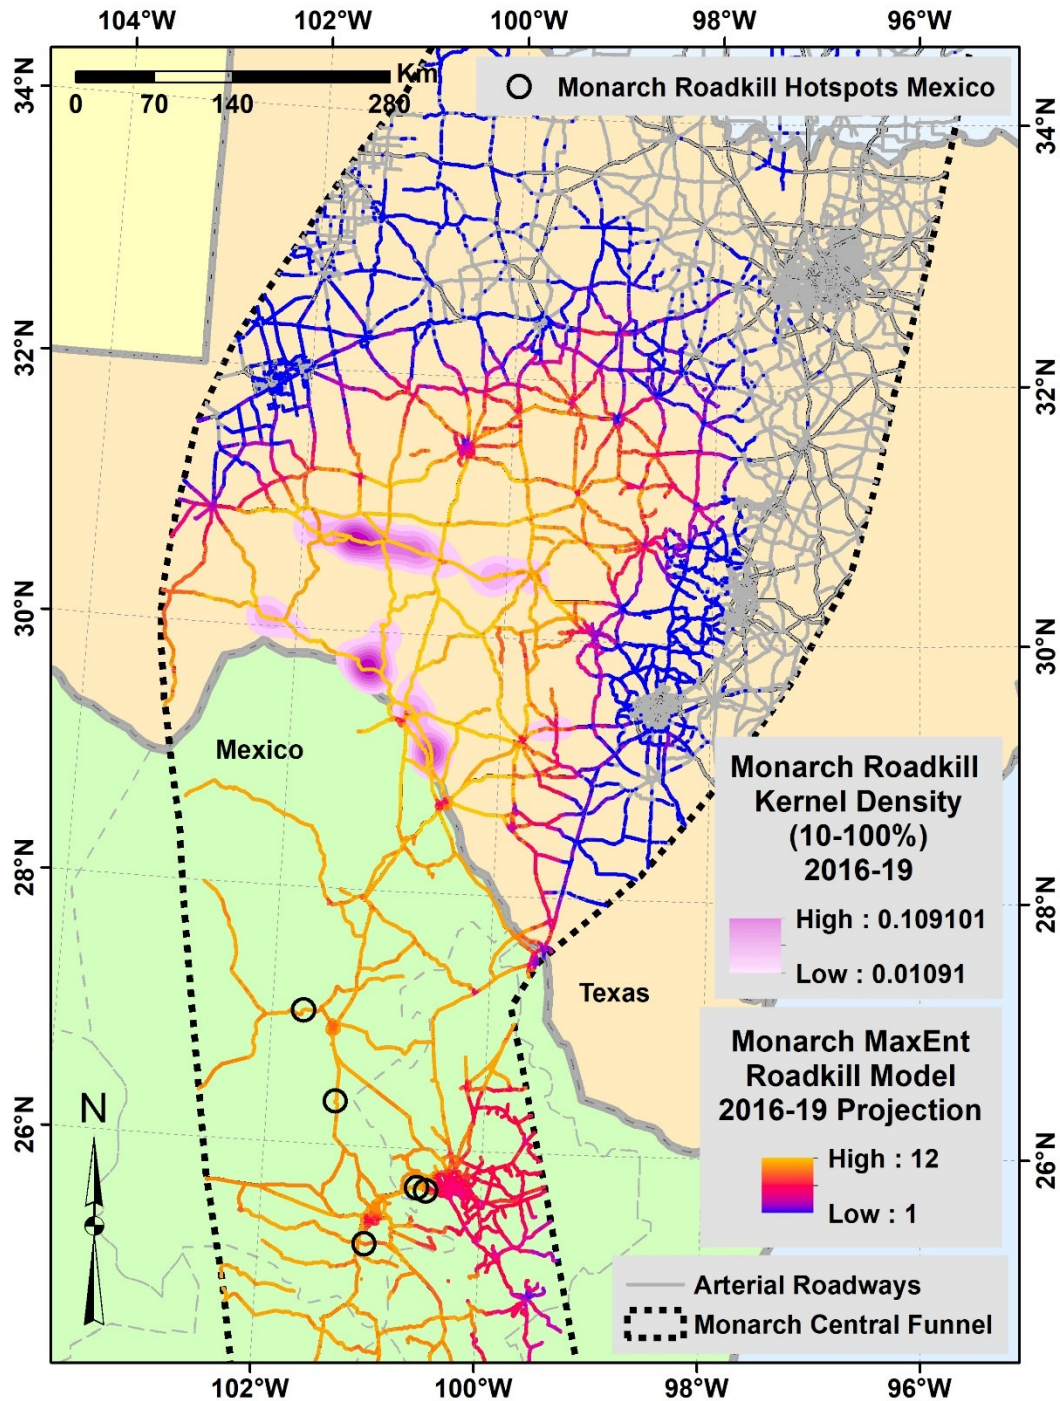 104°W 102°W 100°W 98°W 96°W
34°N
32°N
30°N
28°N
26°N
Km
0 70 140 280
Monarch Roadkill Hotspots Mexico
34°N
32°N
30°N
28°N
26°N
Mexico
Texas
Monarch Roadkill
Kernel Density
(10-100%)
2016-19
High : 0.109101
Low : 0.01091
Monarch MaxEnt
Roadkill Model
2016-19 Projection
High : 12
Low : 1
N
Arterial Roadways
Monarch Central Funnel
102°W 100°W 98°W 96°W